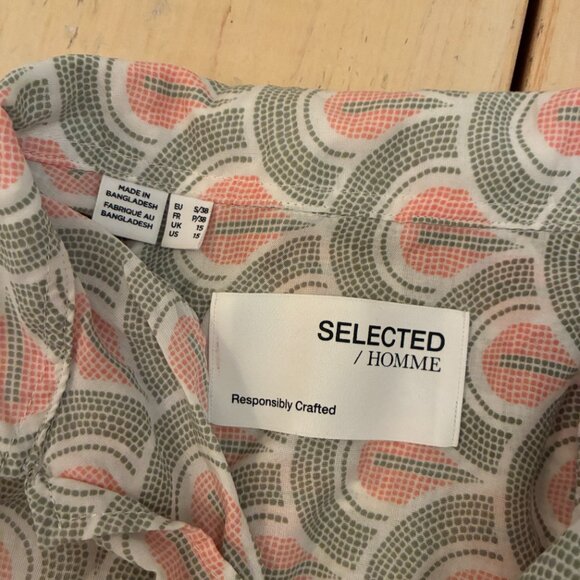 MADE IN
BANGLADESH
FABRIQUÉ AU
BANGLADESH
EU S/38
FR P/38
UK 15
US 15
SELECTED
/ HOMME
Responsibly Crafted